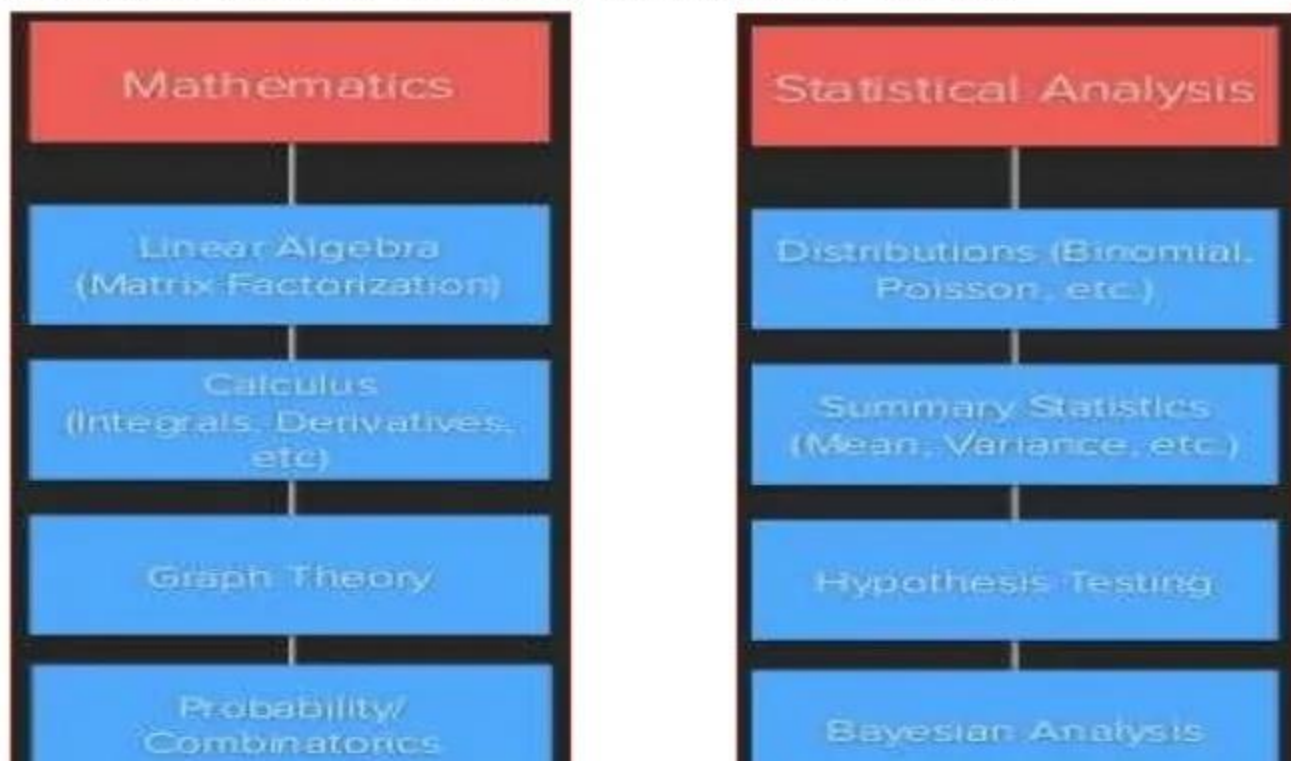 Mathematics
Linear Algebra
(Matrix Factorization)
Calculus
(Integrals, Derivatives,
etc)
Graph Theory
Probability/
Combinatorics
Statistical Analysis
Distributions (Binomial,
Poisson, etc.)
Summary Statistics
(Mean, Variance, etc.)
Hypothesis Testing
Bayesian Analysis